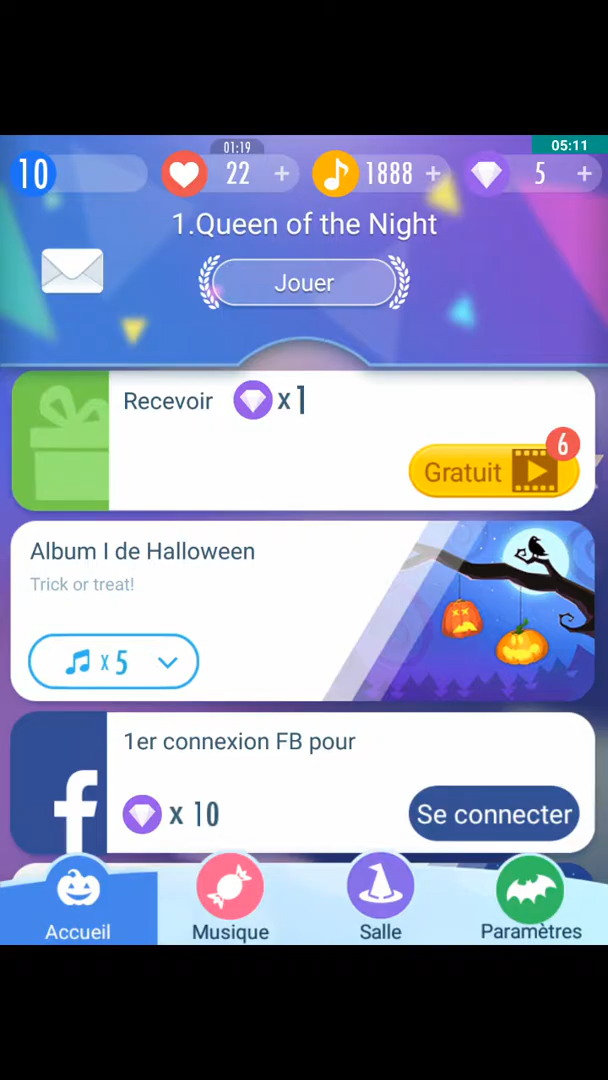 01:19
05:11
10
22 +
1888 +
5 +
1.Queen of the Night
Jouer
Recevoir x1
6
Gratuit
Album I de Halloween
Trick or treat!
x 5
1er connexion FB pour
x 10
Se connecter
Accueil
Musique
Salle
Paramètres